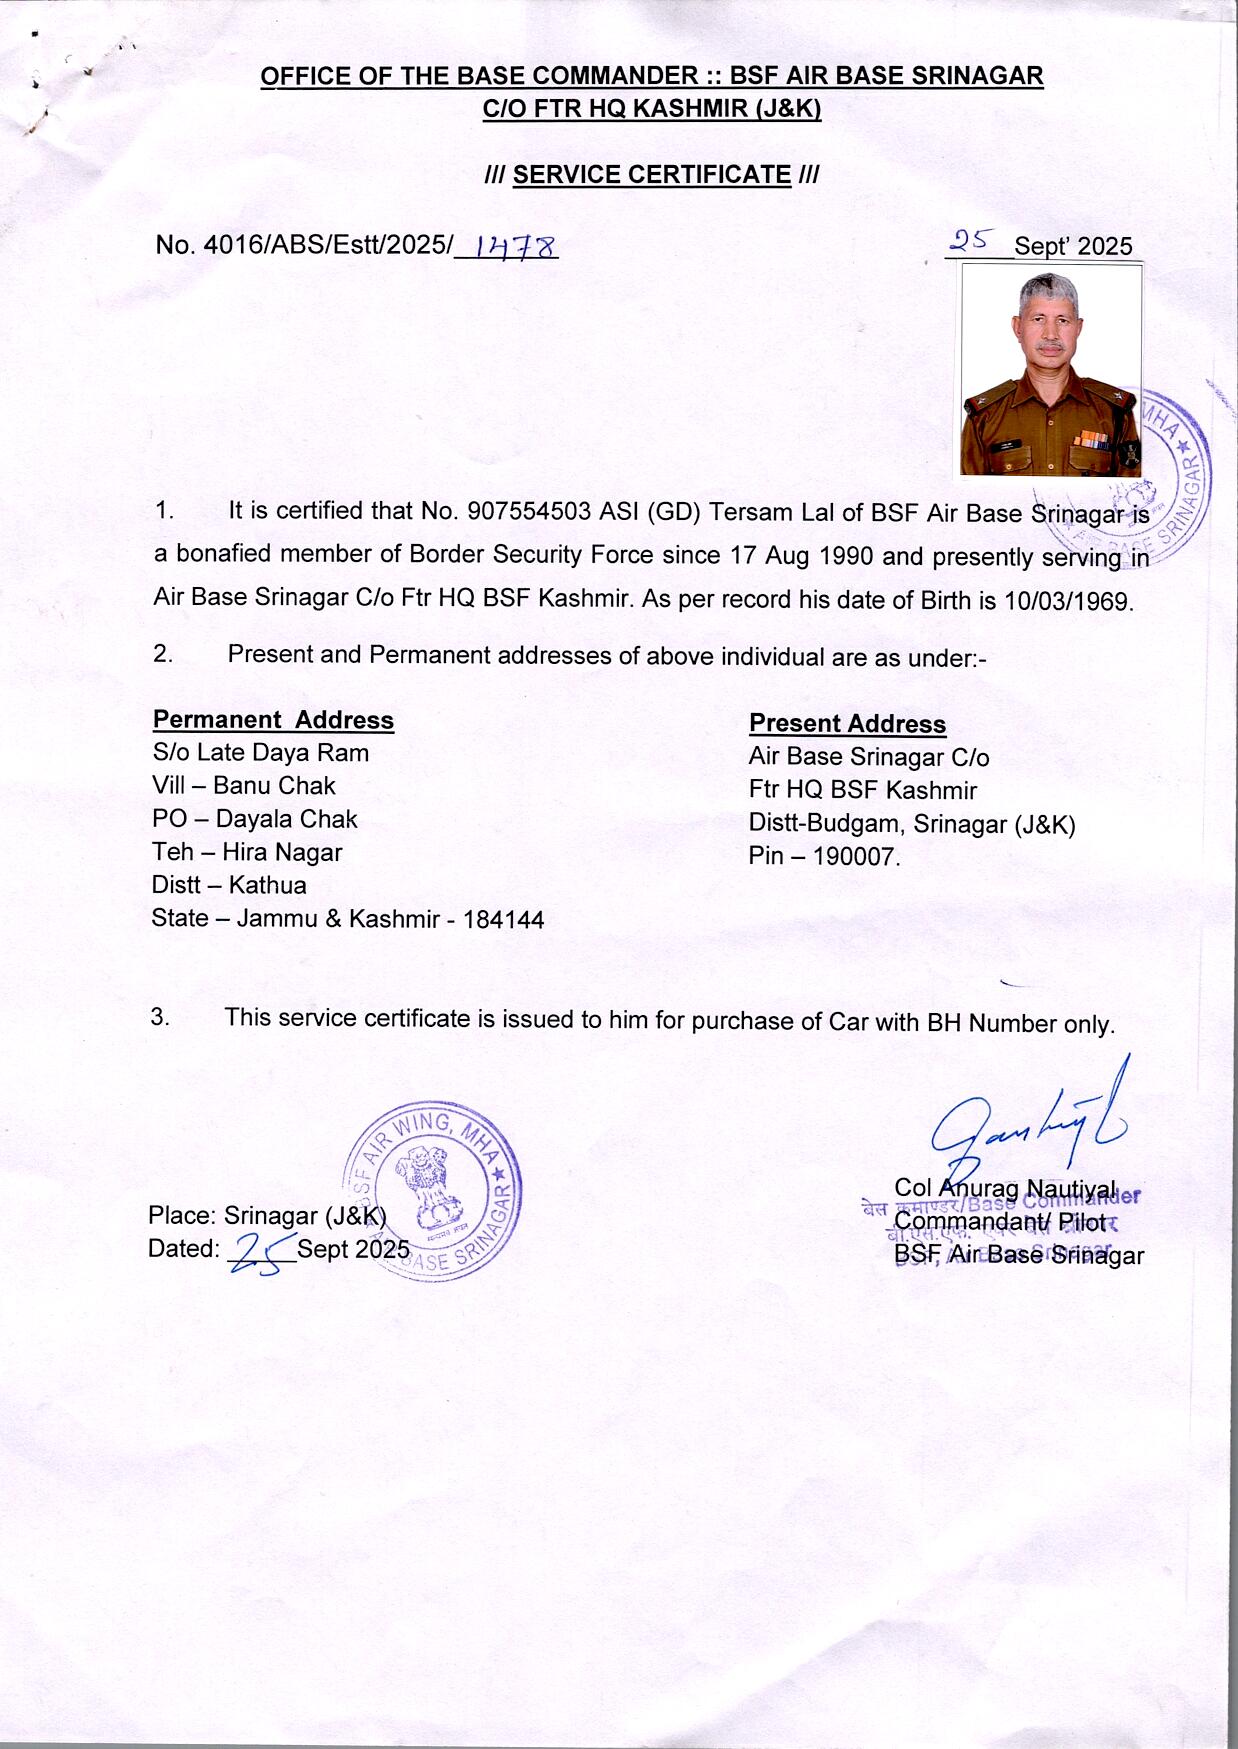 OFFICE OF THE BASE COMMANDER :: BSF AIR BASE SRINAGAR
C/O FTR HQ KASHMIR (J&K)
/// SERVICE CERTIFICATE ///
No. 4016/ABS/Estt/2025/ 1478
25 Sept' 2025
MHA ★
AIR BASE SRINAGAR
1. It is certified that No. 907554503 ASI (GD) Tersam Lal of BSF Air Base Srinagar is
a bonafied member of Border Security Force since 17 Aug 1990 and presently serving in
Air Base Srinagar C/o Ftr HQ BSF Kashmir. As per record his date of Birth is 10/03/1969.
2. Present and Permanent addresses of above individual are as under:-
Permanent Address
S/o Late Daya Ram
Vill – Banu Chak
PO – Dayala Chak
Teh – Hira Nagar
Distt – Kathua
State – Jammu & Kashmir - 184144
Present Address
Air Base Srinagar C/o
Ftr HQ BSF Kashmir
Distt-Budgam, Srinagar (J&K)
Pin – 190007.
3. This service certificate is issued to him for purchase of Car with BH Number only.
BSF AIR WING, MHA ★
AIR BASE SRINAGAR
Place: Srinagar (J&K)
Dated: 25 Sept 2025
Col Anurag Nautiyal
बेस कमाण्डर/Base Commander
Commandant/ Pilot
BSF Air Base Srinagar
BSF, Air Base Srinagar